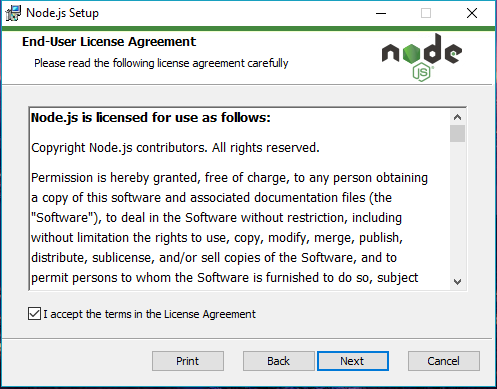 Node.js Setup
End-User License Agreement
Please read the following license agreement carefully
node
JS
Node.js is licensed for use as follows:
Copyright Node.js contributors. All rights reserved.
Permission is hereby granted, free of charge, to any person obtaining
a copy of this software and associated documentation files (the
"Software"), to deal in the Software without restriction, including
without limitation the rights to use, copy, modify, merge, publish,
distribute, sublicense, and/or sell copies of the Software, and to
permit persons to whom the Software is furnished to do so, subject
I accept the terms in the License Agreement
Print Back Next Cancel